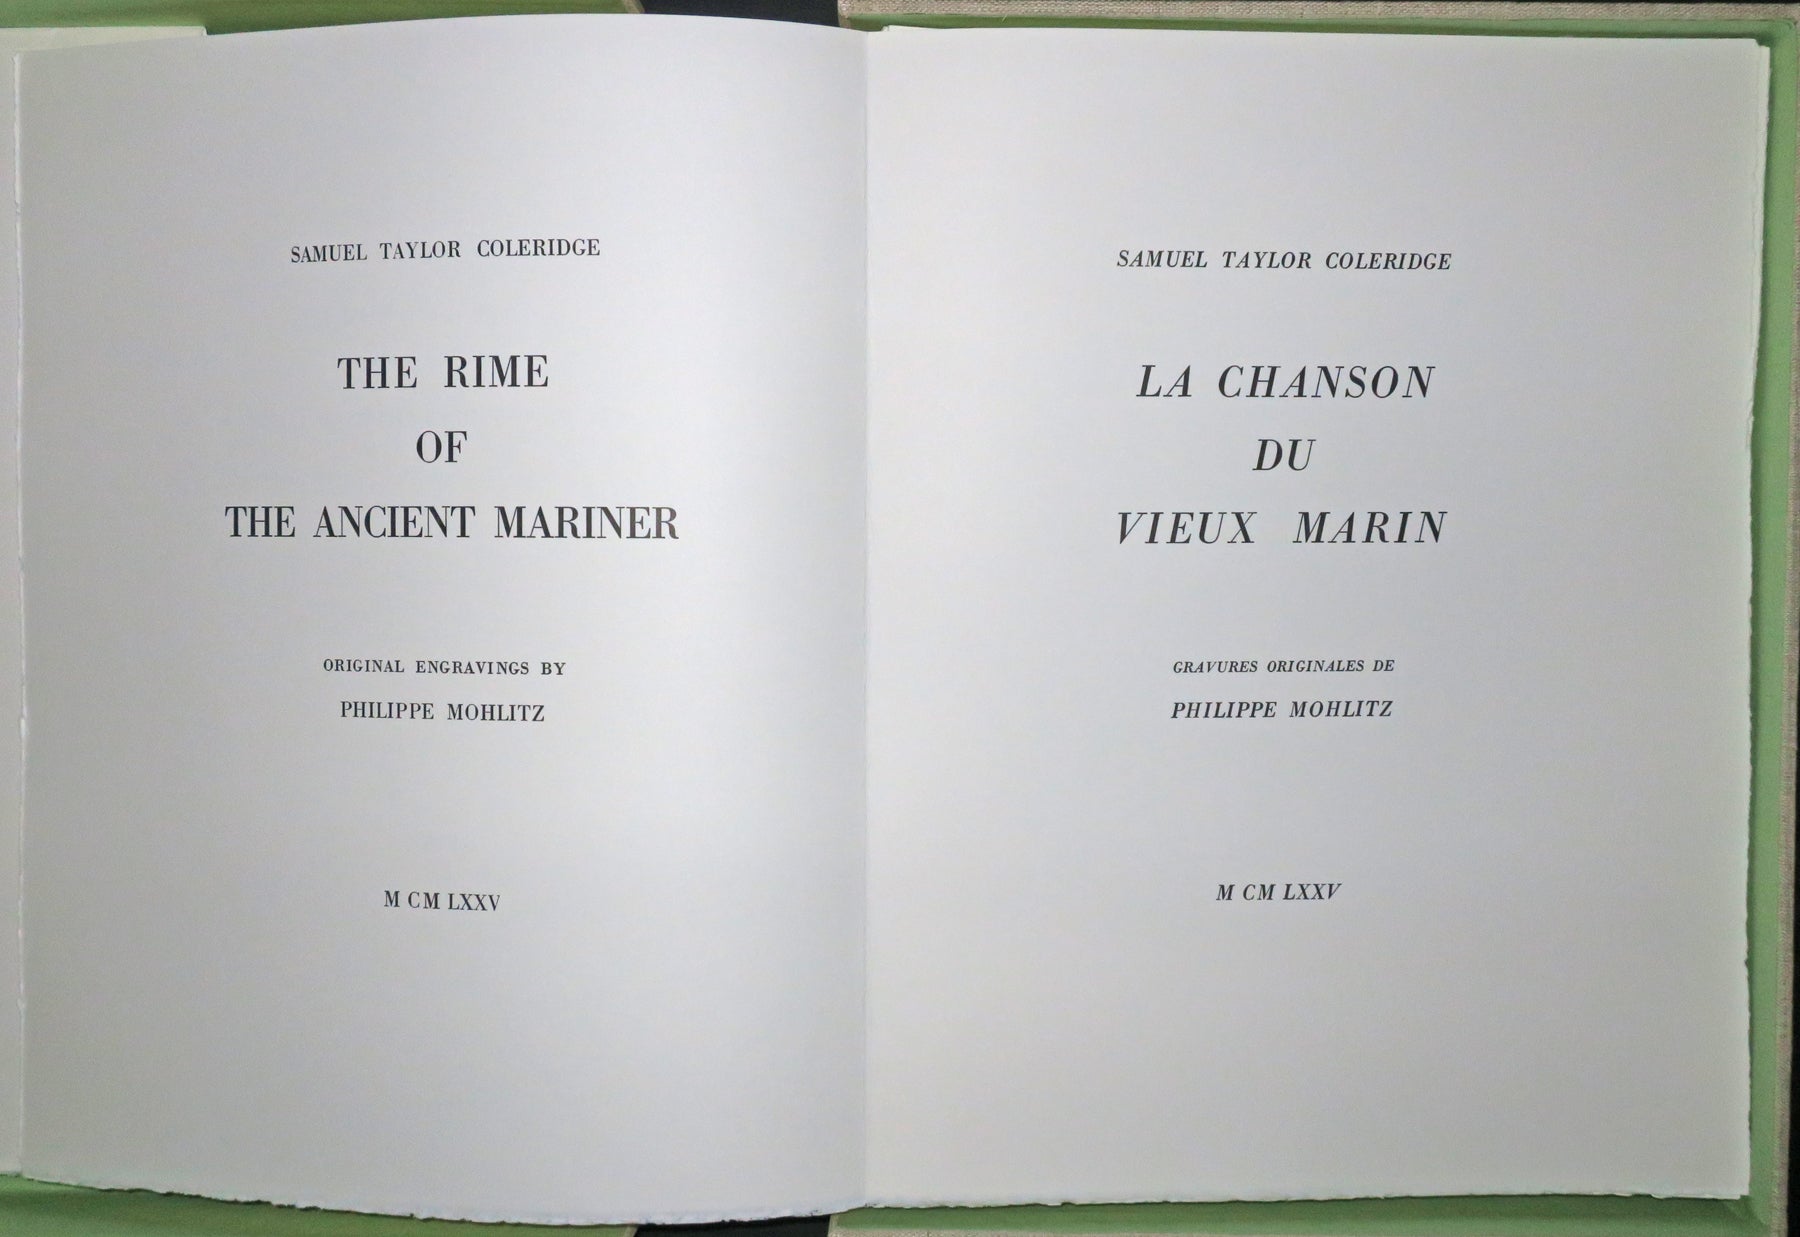 SAMUEL TAYLOR COLERIDGE
THE RIME
OF
THE ANCIENT MARINER
ORIGINAL ENGRAVINGS BY
PHILIPPE MOHLITZ
M CM LXXV
SAMUEL TAYLOR COLERIDGE
LA CHANSON
DU
VIEUX MARIN
GRAVURES ORIGINALES DE
PHILIPPE MOHLITZ
M CM LXXV